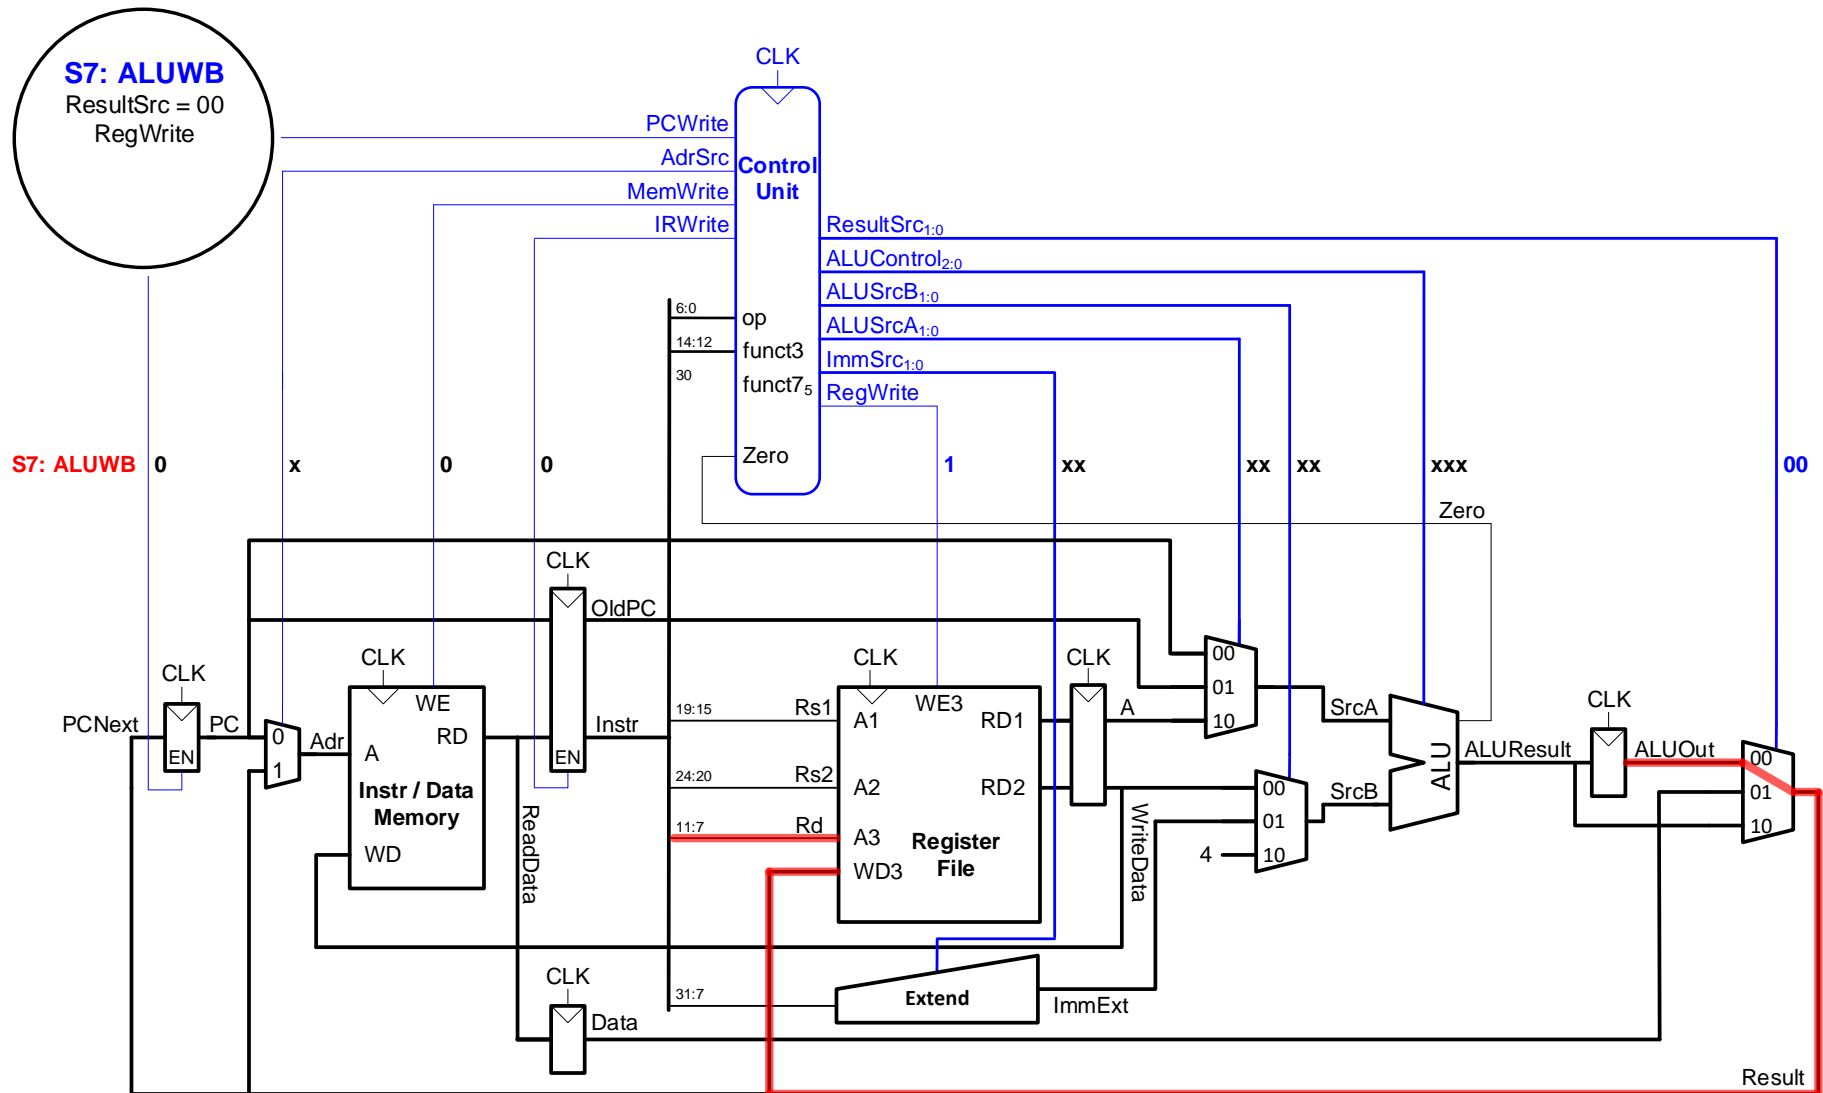 S7: ALUWB
ResultSrc = 00
RegWrite
CLK
PCWrite
AdrSrc
MemWrite
IRWrite
Control
Unit
ResultSrc1:0
ALUControl2:0
ALUSrcB1:0
ALUSrcA1:0
ImmSrc1:0
RegWrite
6:0
op
14:12
funct3
30
funct75
Zero
S7: ALUWB
0
x
0
0
1
xx
xx
xx
xxx
00
Zero
CLK
OldPC
CLK
CLK
CLK
CLK
CLK
PCNext
EN
PC
0
1
Adr
WE
A
RD
Instr / Data
Memory
WD
ReadData
EN
Instr
19:15
Rs1
A1
WE3
RD1
A
24:20
Rs2
A2
RD2
11:7
Rd
A3
WD3
Register
File
WriteData
00
01
10
SrcA
00
01
10
4
SrcB
ALU
ALUResult
ALUOut
00
01
10
31:7
Extend
ImmExt
CLK
Data
Result